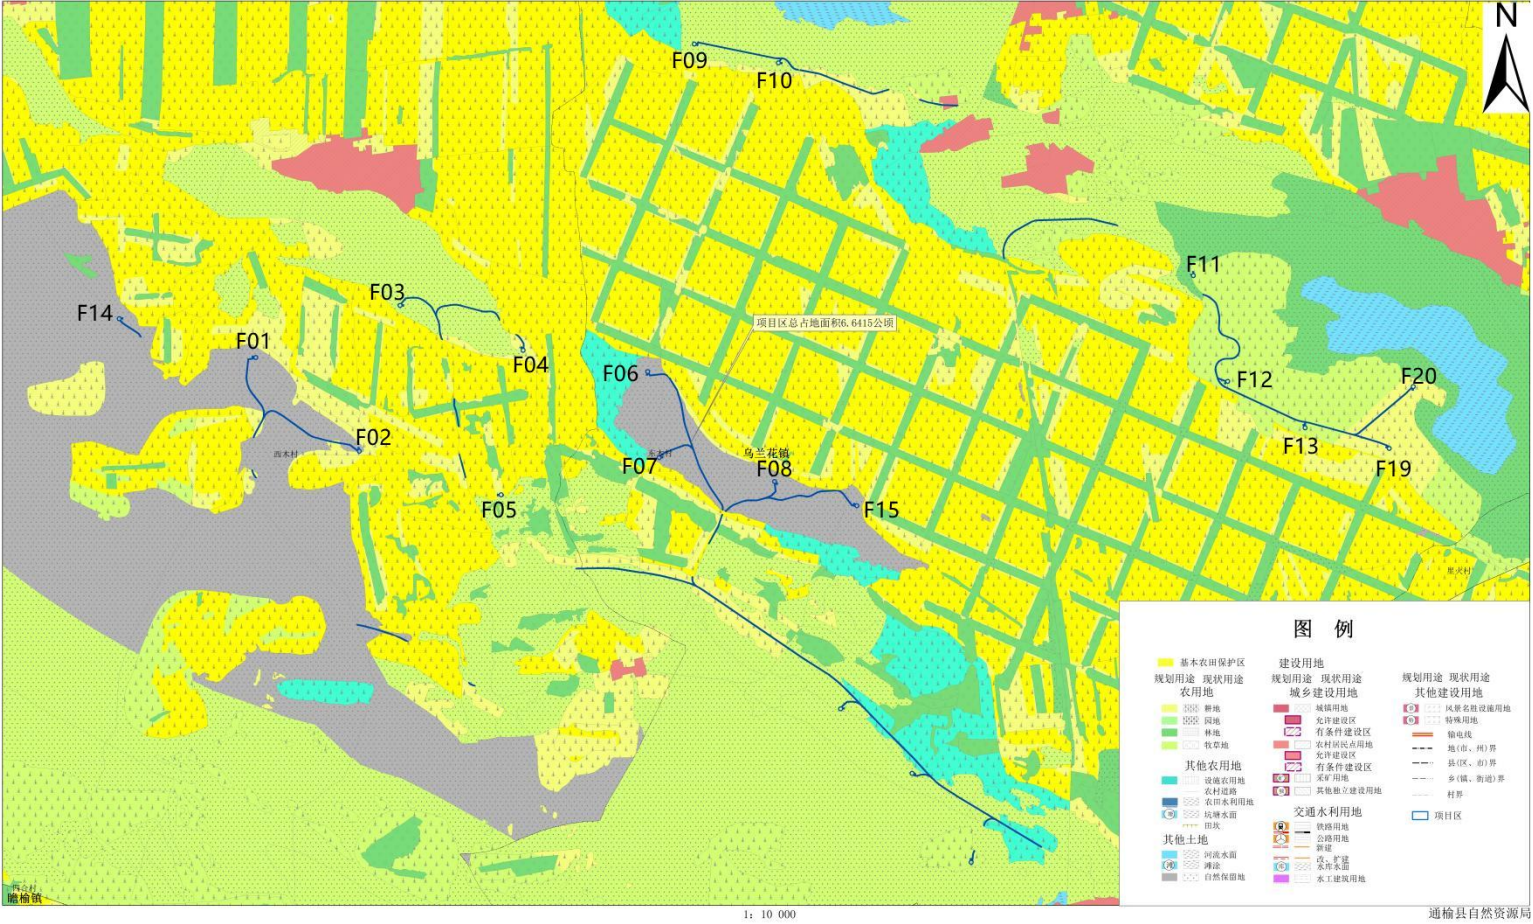 N
F09
F10
F11
F03
F14
F01
F04
项目区总占地面积6.6415公顷
F06
F12
F20
F02
西木村
F07
乌兰花镇
F08
F13
F19
F05
F15
星火村
瞻榆镇
图 例
基本农田保护区
规划用途 现状用途
农用地
耕地
园地
林地
牧草地
其他农用地
设施农用地
农村道路
农田水利用地
坑塘水面
田坎
其他土地
河流水面
滩涂
自然保留地
建设用地
规划用途 现状用途
城乡建设用地
城镇用地
允许建设区
有条件建设区
农村居民点用地
允许建设区
有条件建设区
采矿用地
其他独立建设用地
交通水利用地
铁路用地
公路用地
新建
改、扩建
水库水面
水工建筑用地
规划用途 现状用途
其他建设用地
风景名胜设施用地
特殊用地
输电线
地(市、州)界
县(区、市)界
乡(镇、街道)界
村界
项目区
1: 10 000
通榆县自然资源局